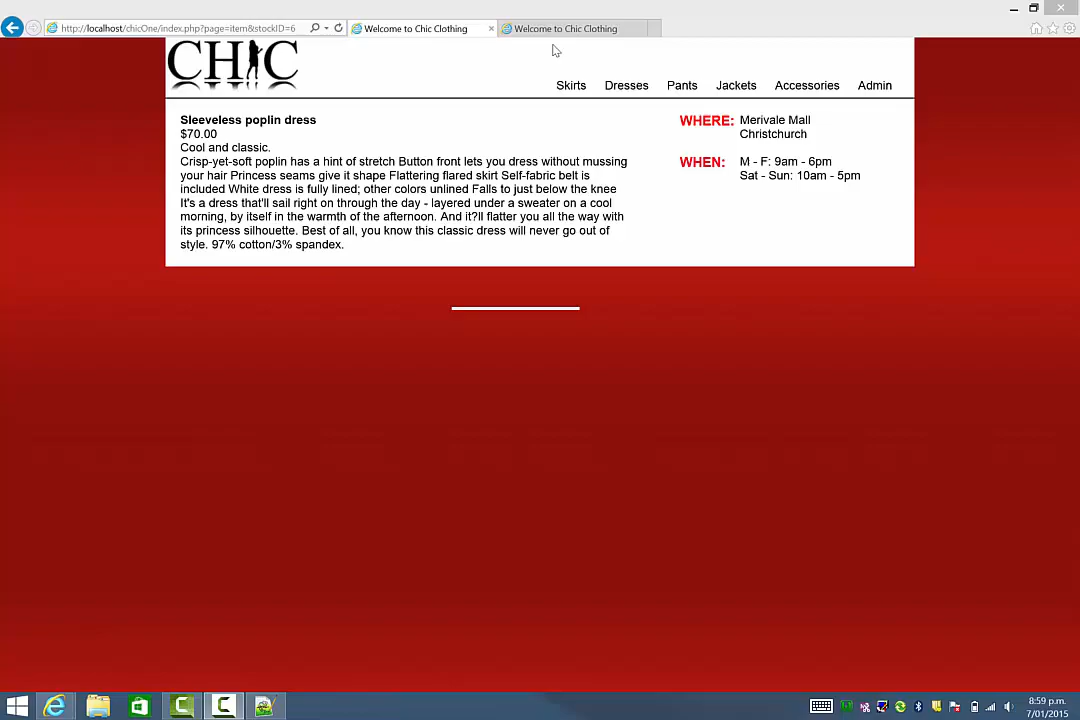 http://localhost/chicOne/index.php?page=item&stockID=6
Welcome to Chic Clothing
Welcome to Chic Clothing
CHIC
Skirts Dresses Pants Jackets Accessories Admin
Sleeveless poplin dress
$70.00
Cool and classic.
Crisp-yet-soft poplin has a hint of stretch Button front lets you dress without mussing
your hair Princess seams give it shape Flattering flared skirt Self-fabric belt is
included White dress is fully lined; other colors unlined Falls to just below the knee
It's a dress that'll sail right on through the day - layered under a sweater on a cool
morning, by itself in the warmth of the afternoon. And it?ll flatter you all the way with
its princess silhouette. Best of all, you know this classic dress will never go out of
style. 97% cotton/3% spandex.
WHERE: Merivale Mall
Christchurch
WHEN: M - F: 9am - 6pm
Sat - Sun: 10am - 5pm
8:59 p.m.
7/01/2015